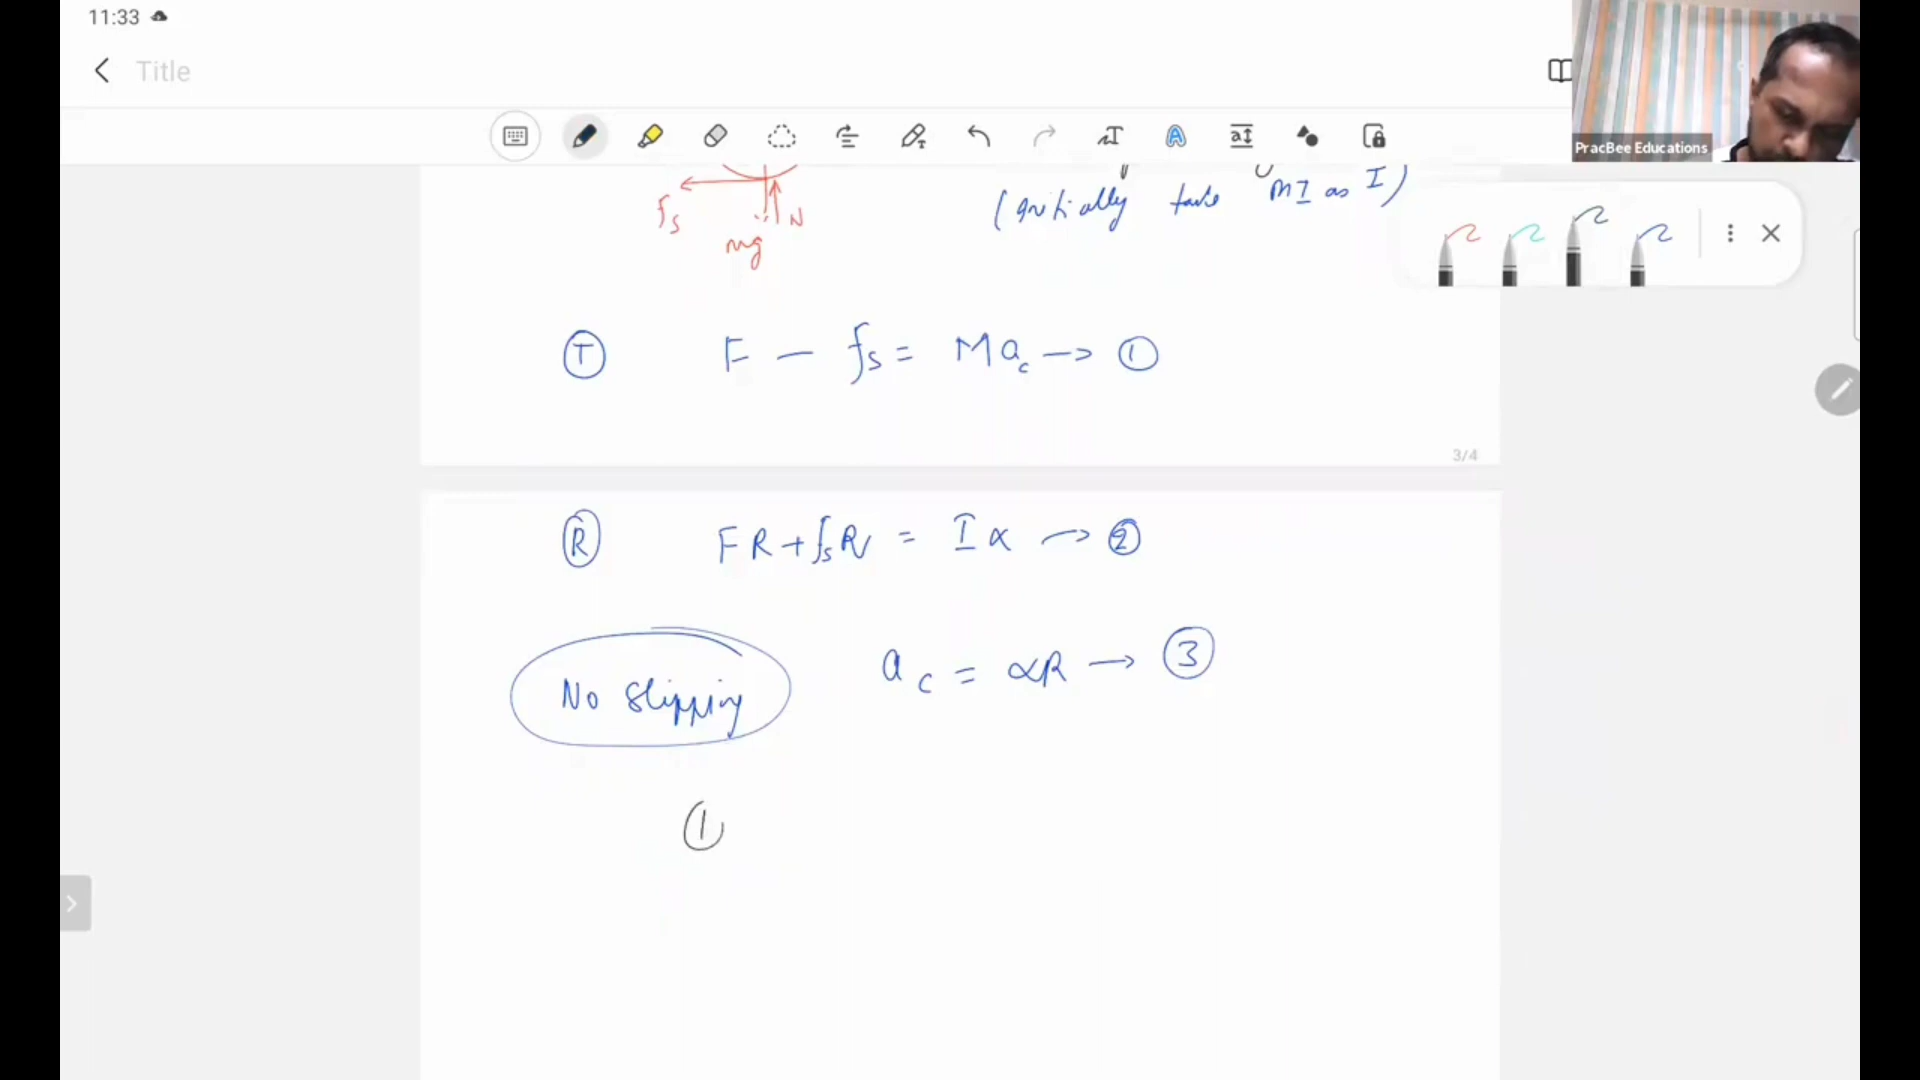 11:33
Title
PracBee Educations
fs
N
mg
(Initially take MI as I)
T F - fs = Mac → 1
3/4
R FR + fsR = Iα → 2
No Slipping ac = αR → 3
1